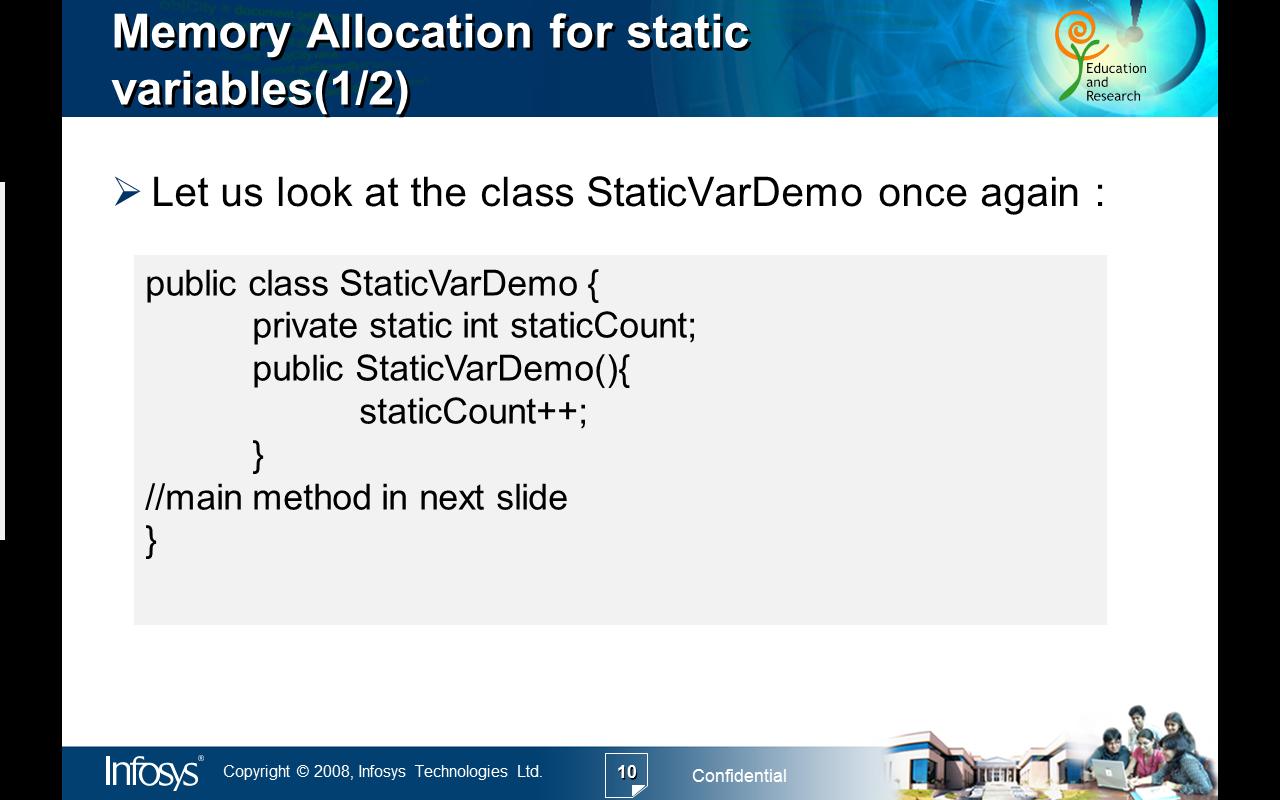 Memory Allocation for static
variables(1/2)
Education
and
Research
Let us look at the class StaticVarDemo once again :
public class StaticVarDemo {
private static int staticCount;
public StaticVarDemo(){
staticCount++;
}
//main method in next slide
}
Infosys®
Copyright © 2008, Infosys Technologies Ltd.
10
Confidential